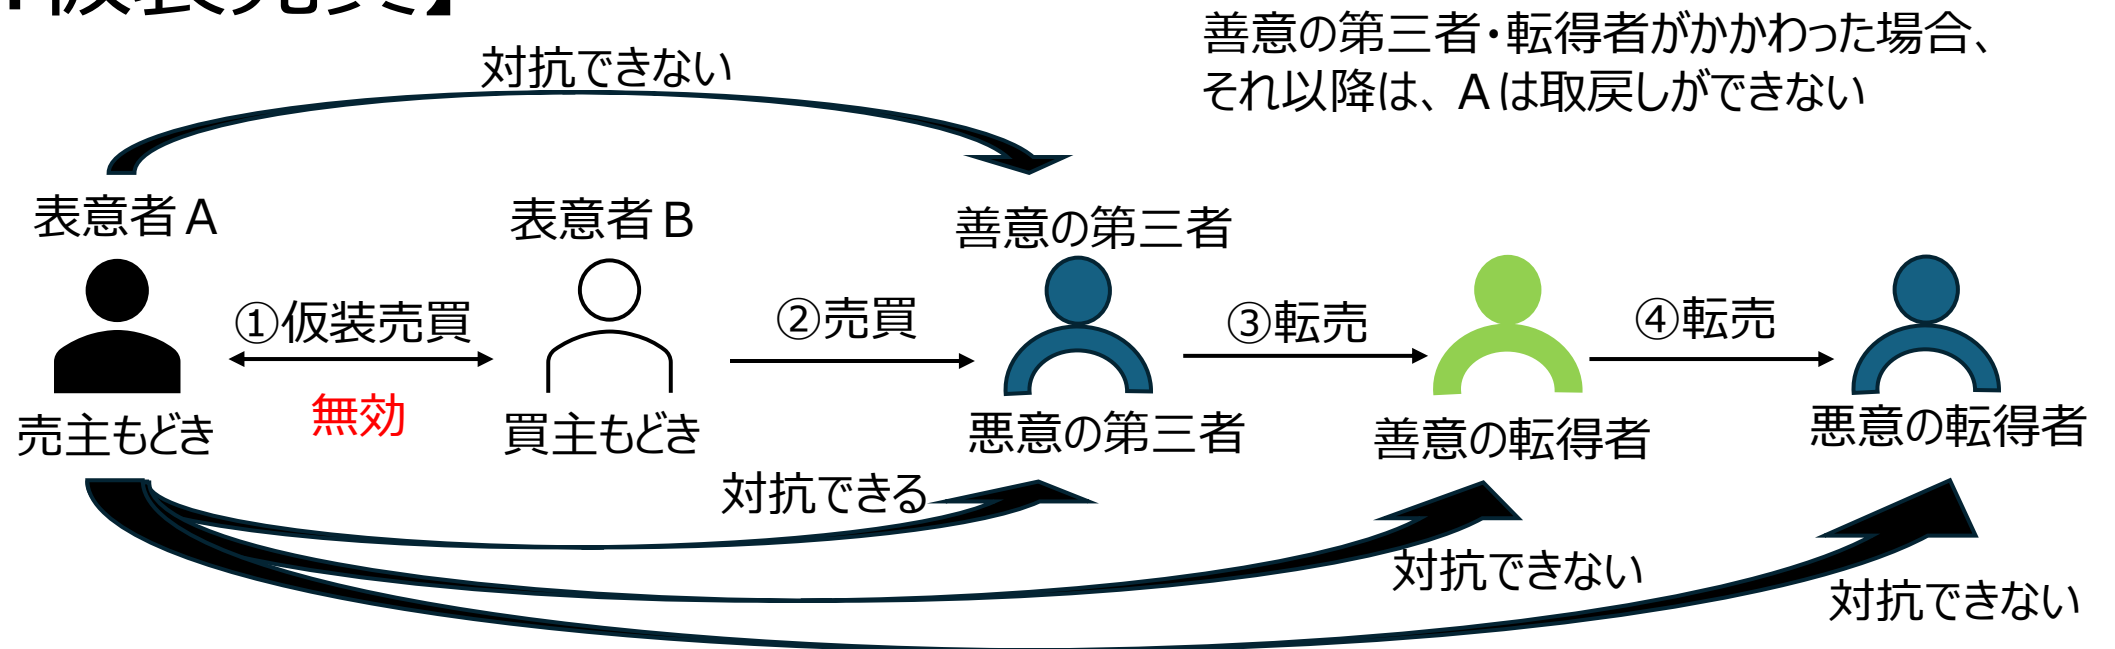 仮装売買】
善意の第三者・転得者がかかわった場合、
それ以降は、Aは取戻しができない
対抗できない
表意者A
表意者B
善意の第三者
①仮装売買
②売買
③転売
④転売
無効
売主もどき
買主もどき
悪意の第三者
善意の転得者
悪意の転得者
対抗できる
対抗できない
対抗できない